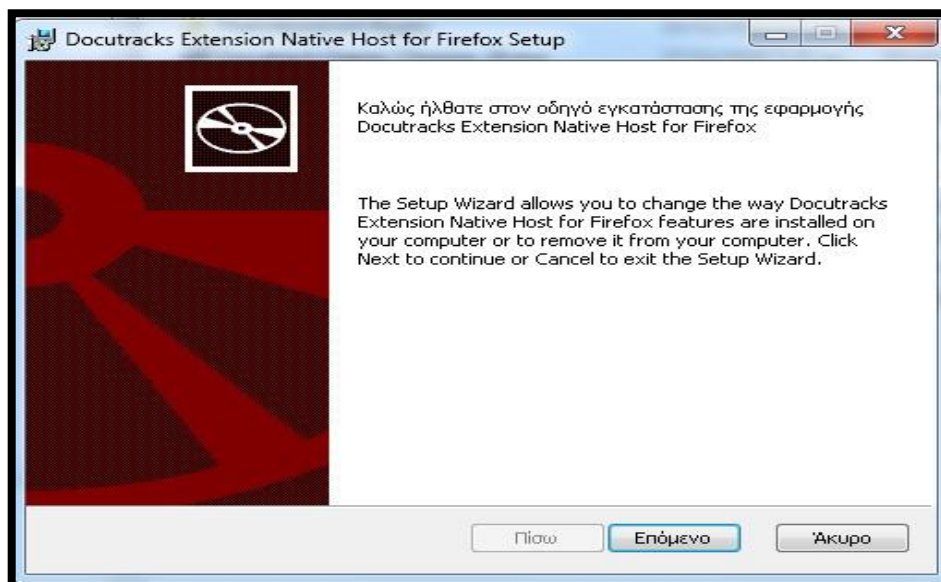 Docutracks Extension Native Host for Firefox Setup
Καλώς ήλθατε στον οδηγό εγκατάστασης της εφαρμογής
Docutracks Extension Native Host for Firefox
The Setup Wizard allows you to change the way Docutracks
Extension Native Host for Firefox features are installed on
your computer or to remove it from your computer. Click
Next to continue or Cancel to exit the Setup Wizard.
Πίσω Επόμενο Άκυρο